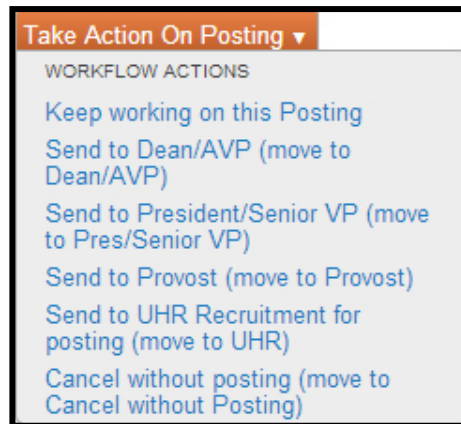 Take Action On Posting ▼
WORKFLOW ACTIONS
Keep working on this Posting
Send to Dean/AVP (move to
Dean/AVP)
Send to President/Senior VP (move
to Pres/Senior VP)
Send to Provost (move to Provost)
Send to UHR Recruitment for
posting (move to UHR)
Cancel without posting (move to
Cancel without Posting)